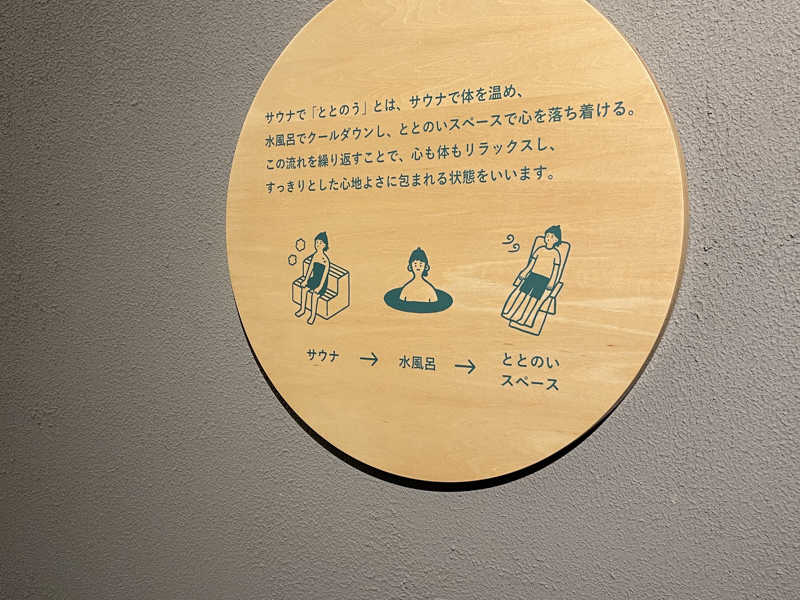 サウナで「ととのう」とは、サウナで体を温め、
水風呂でクールダウンし、ととのいスペースで心を落ち着ける。
この流れを繰り返すことで、心も体もリラックスし、
すっきりとした心地よさに包まれる状態をいいます。
サウナ → 水風呂 → ととのい
スペース